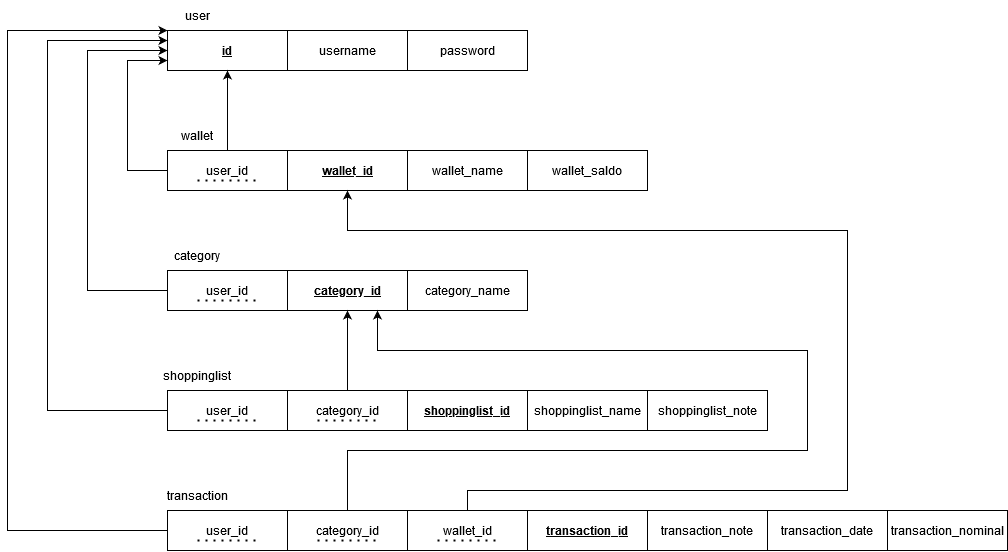 user
id username password
wallet
user_id wallet_id wallet_name wallet_saldo
category
user_id category_id category_name
shoppinglist
user_id category_id shoppinglist_id shoppinglist_name shoppinglist_note
transaction
user_id category_id wallet_id transaction_id transaction_note transaction_date transaction_nominal